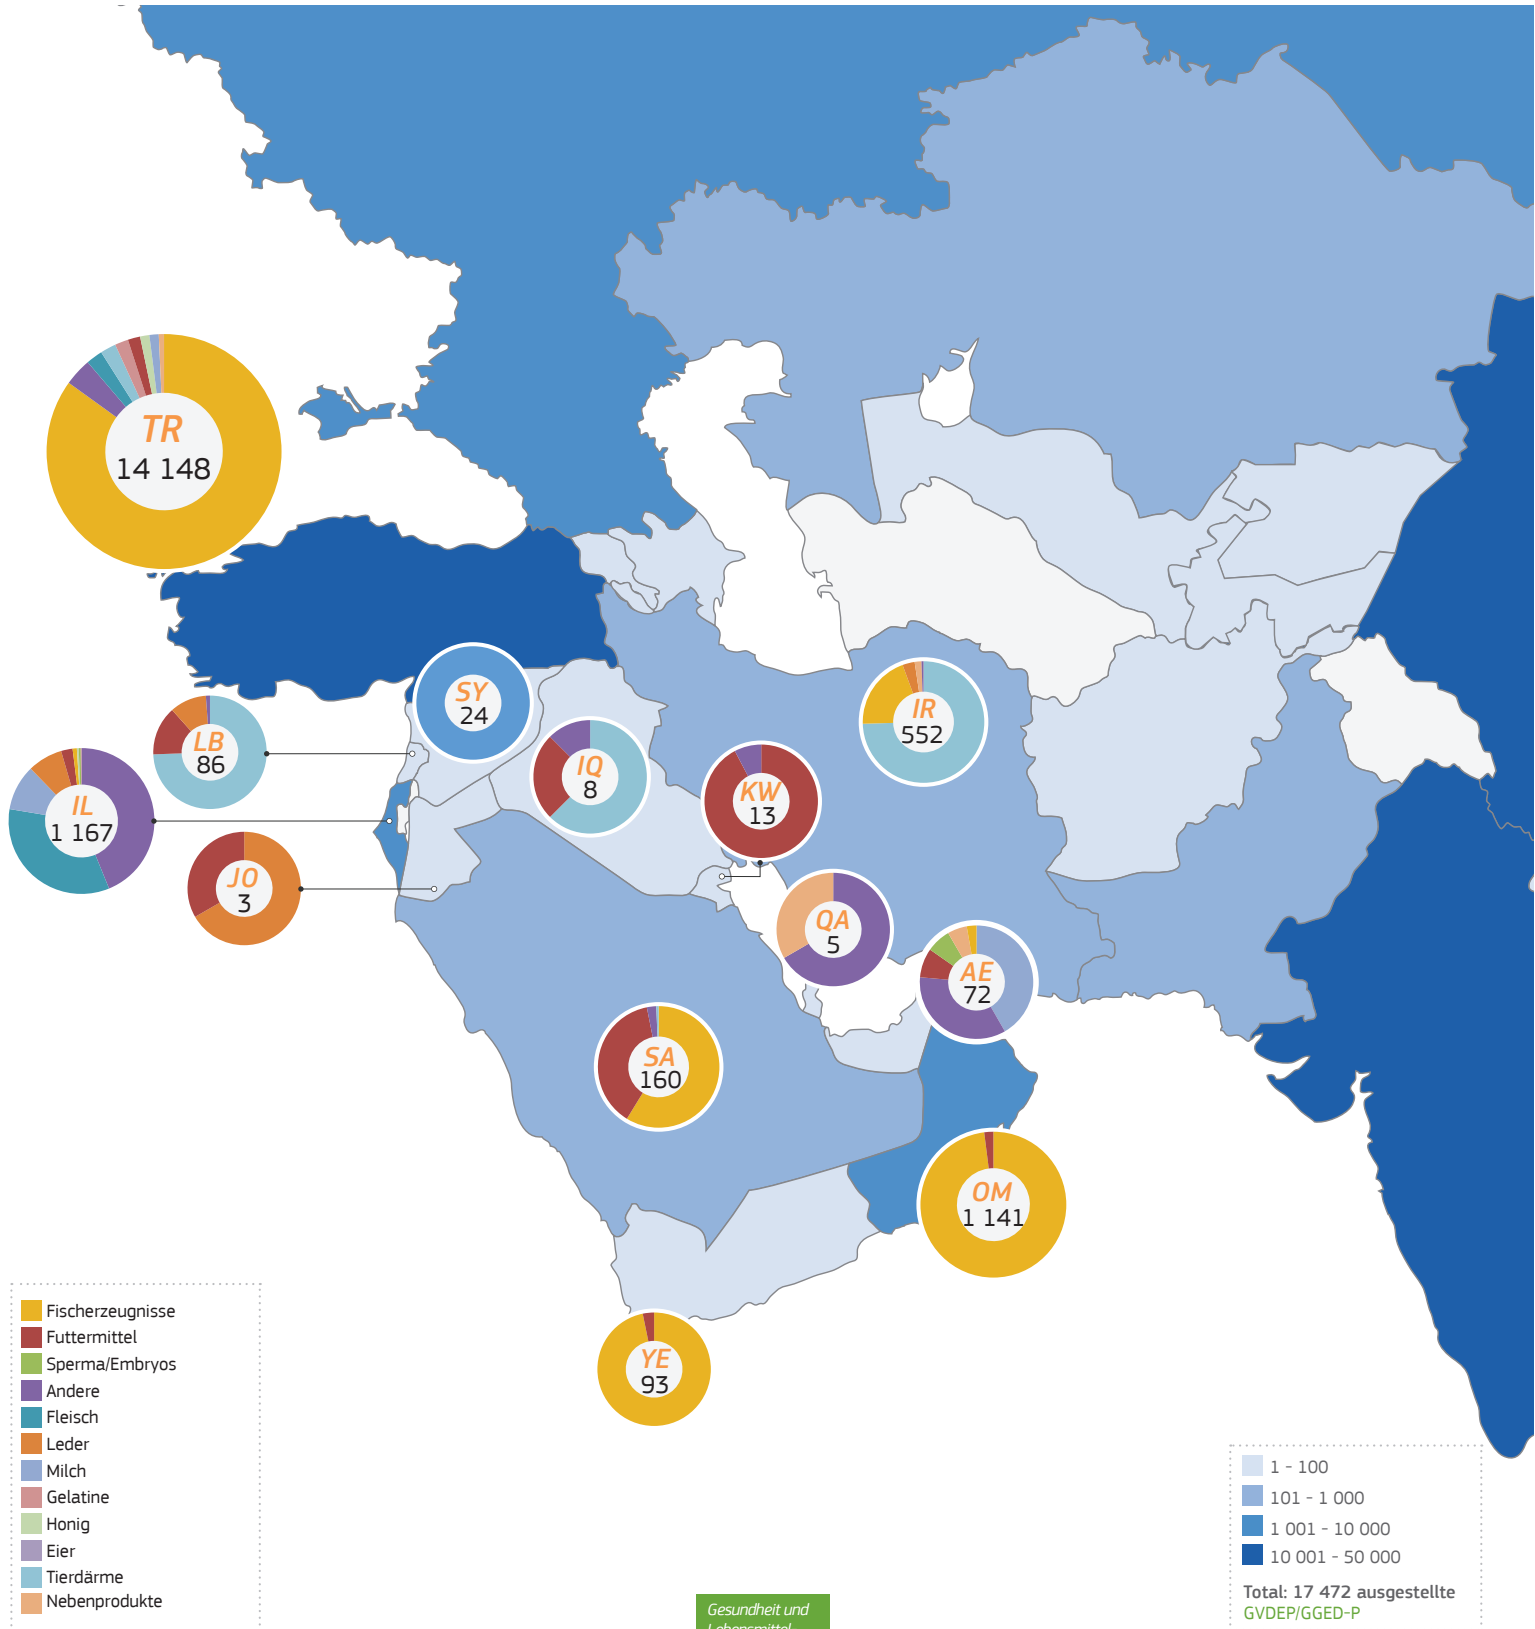 TR
14 148
SY
24
IR
552
LB
86
IQ
8
KW
13
IL
1 167
JO
3
QA
5
AE
72
SA
160
OM
1 141
YE
93
Fischerzeugnisse
Futtermittel
Sperma/Embryos
Andere
Fleisch
Leder
Milch
Gelatine
Honig
Eier
Tierdärme
Nebenprodukte
1 - 100
101 - 1 000
1 001 - 10 000
10 001 - 50 000
Total: 17 472 ausgestellte
GVDEP/GGED-P
Gesundheit und
Lebensmittel